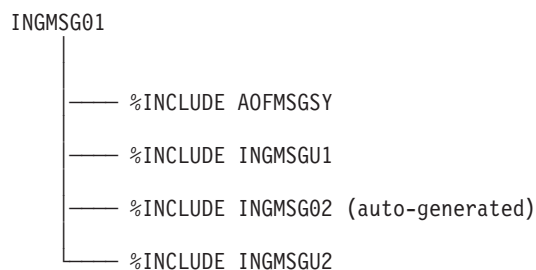 INGMSG01
%INCLUDE AOFMSGSY
%INCLUDE INGMSGU1
%INCLUDE INGMSG02 (auto-generated)
%INCLUDE INGMSGU2